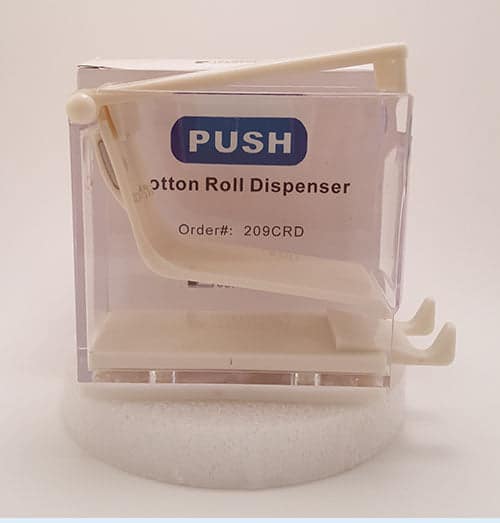 PUSH
otton Roll Dispenser
Order#: 209CRD